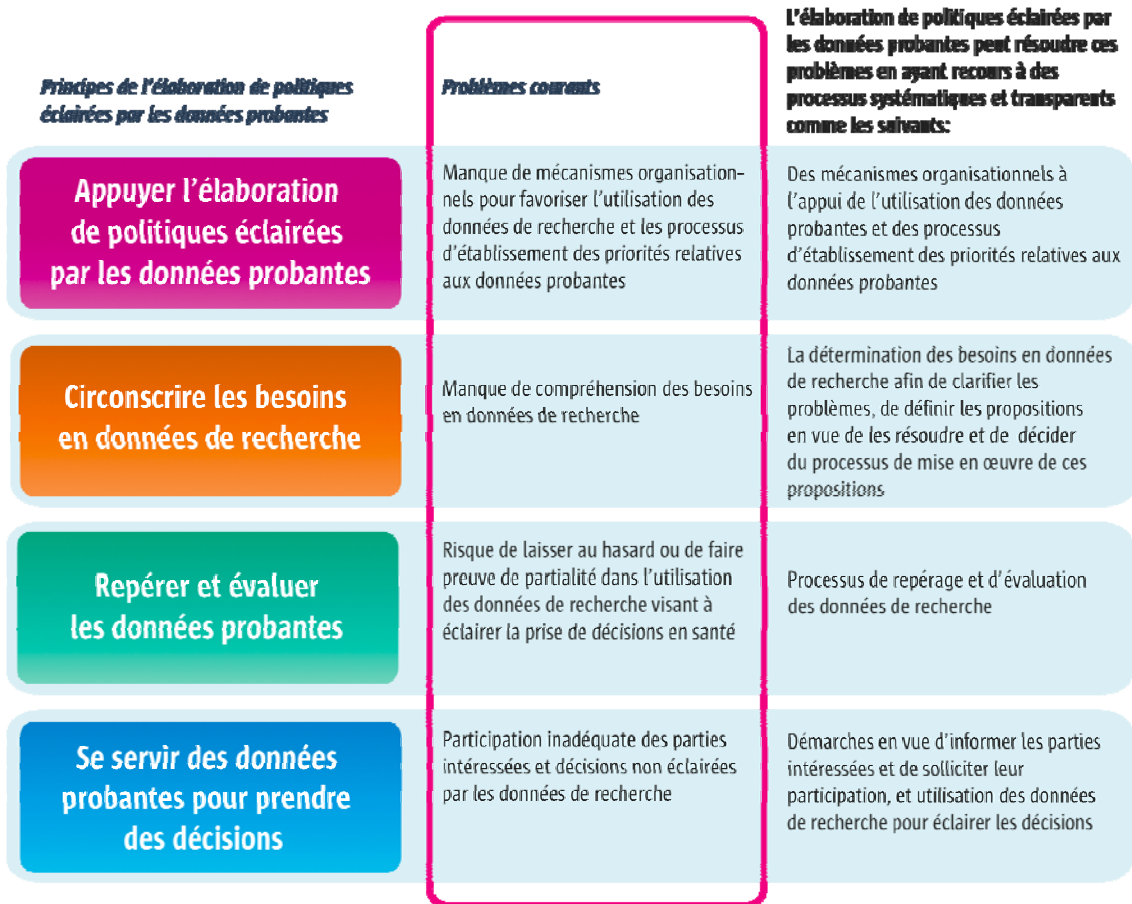 Principes de l'élaboration de politiques
éclairées par les données probantes
Problèmes courants
L'élaboration de politiques éclairées par
les données probantes peut résoudre ces
problèmes en ayant recours à des
processus systématiques et transparents
comme les suivants:
Appuyer l'élaboration
de politiques éclairées
par les données probantes
Manque de mécanismes organisation-
nels pour favoriser l'utilisation des
données de recherche et les processus
d'établissement des priorités relatives
aux données probantes
Des mécanismes organisationnels à
l'appui de l'utilisation des données
probantes et des processus
d'établissement des priorités relatives aux
données probantes
Circonscrire les besoins
en données de recherche
Manque de compréhension des besoins
en données de recherche
La détermination des besoins en données
de recherche afin de clarifier les
problèmes, de définir les propositions
en vue de les résoudre et de décider
du processus de mise en œuvre de ces
propositions
Repérer et évaluer
les données probantes
Risque de laisser au hasard ou de faire
preuve de partialité dans l'utilisation
des données de recherche visant à
éclairer la prise de décisions en santé
Processus de repérage et d'évaluation
des données de recherche
Se servir des données
probantes pour prendre
des décisions
Participation inadéquate des parties
intéressées et décisions non éclairées
par les données de recherche
Démarches en vue d'informer les parties
intéressées et de solliciter leur
participation, et utilisation des données
de recherche pour éclairer les décisions